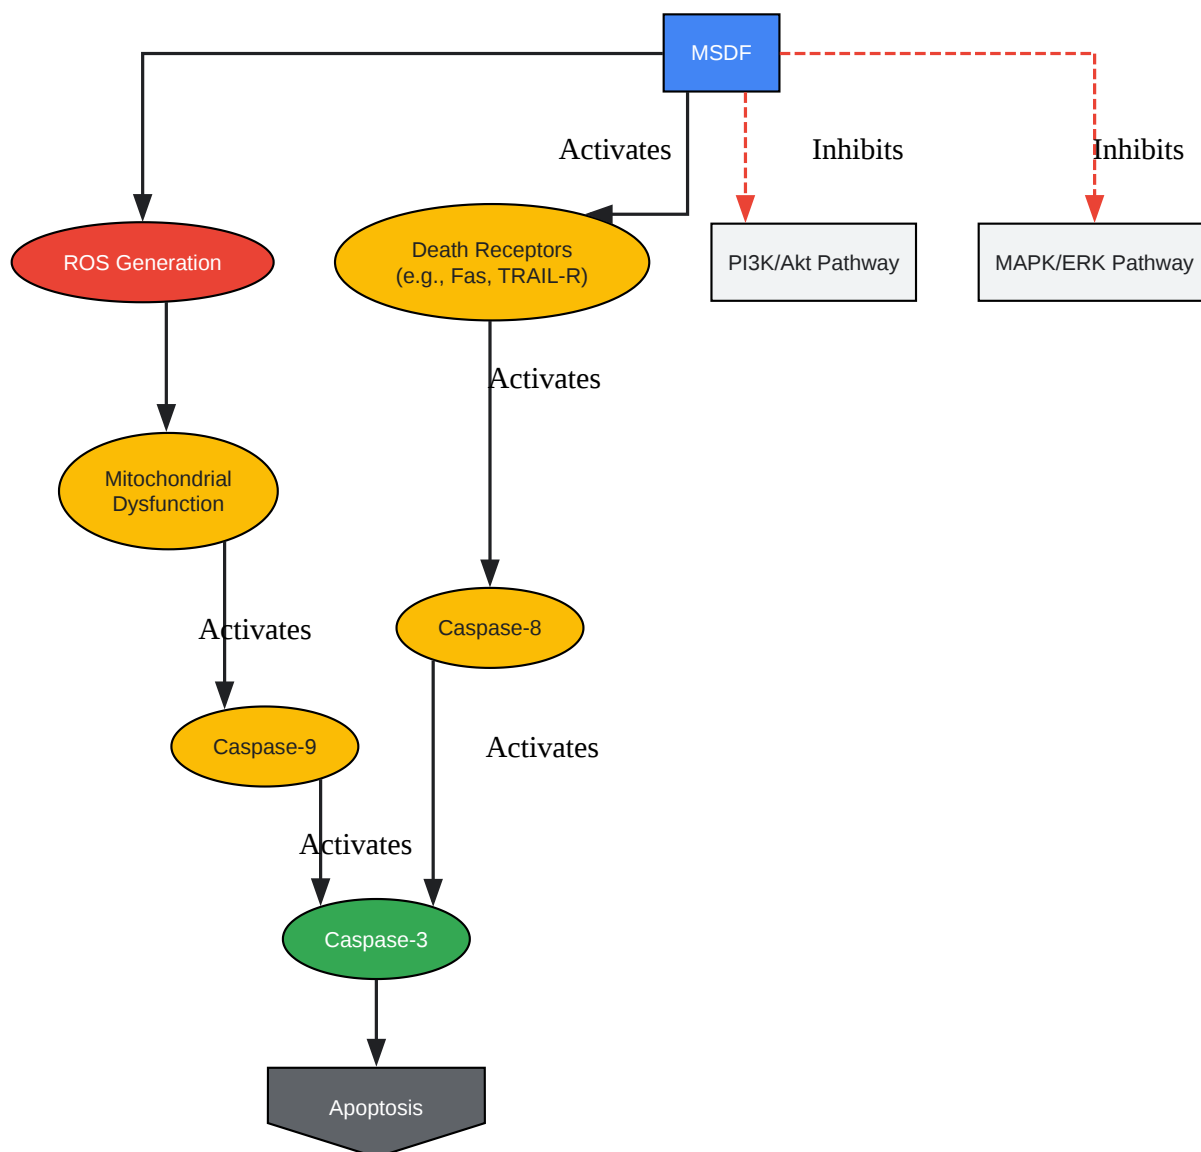 MSDF
Activates
Inhibits
Inhibits
ROS Generation
Death Receptors
(e.g., Fas, TRAIL-R)
PI3K/Akt Pathway
MAPK/ERK Pathway
Activates
Mitochondrial
Dysfunction
Activates
Caspase-8
Caspase-9
Activates
Activates
Caspase-3
Apoptosis